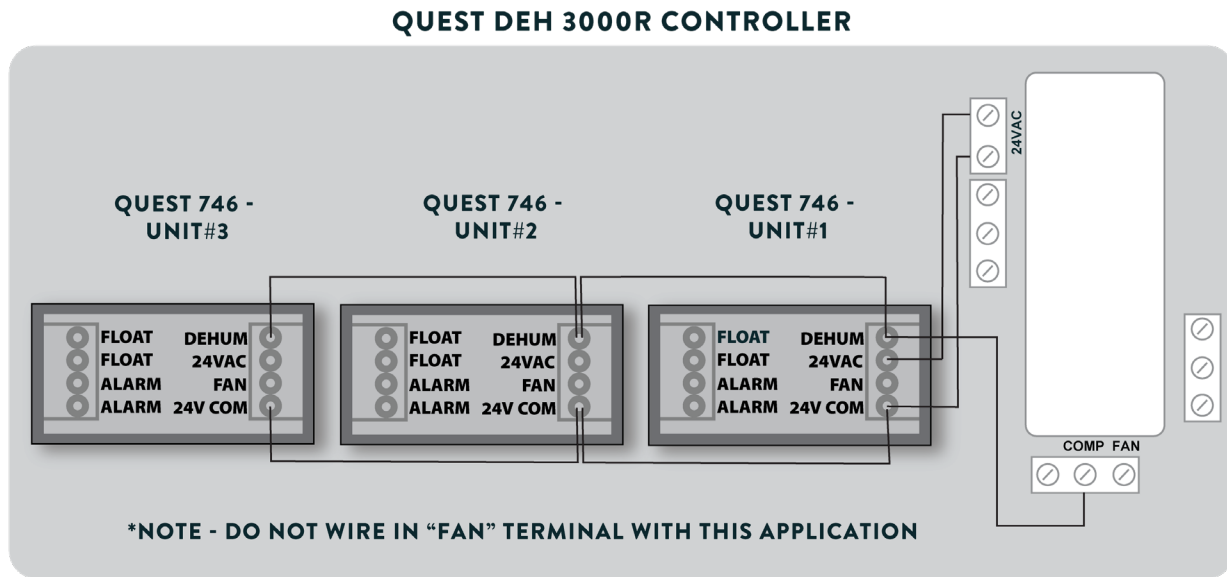 QUEST DEH 3000R CONTROLLER
24VAC
QUEST 746 -
UNIT#3
QUEST 746 -
UNIT#2
QUEST 746 -
UNIT#1
FLOAT DEHUM
FLOAT 24VAC
ALARM FAN
ALARM 24V COM
FLOAT DEHUM
FLOAT 24VAC
ALARM FAN
ALARM 24V COM
FLOAT DEHUM
FLOAT 24VAC
ALARM FAN
ALARM 24V COM
COMP FAN
*NOTE - DO NOT WIRE IN “FAN” TERMINAL WITH THIS APPLICATION